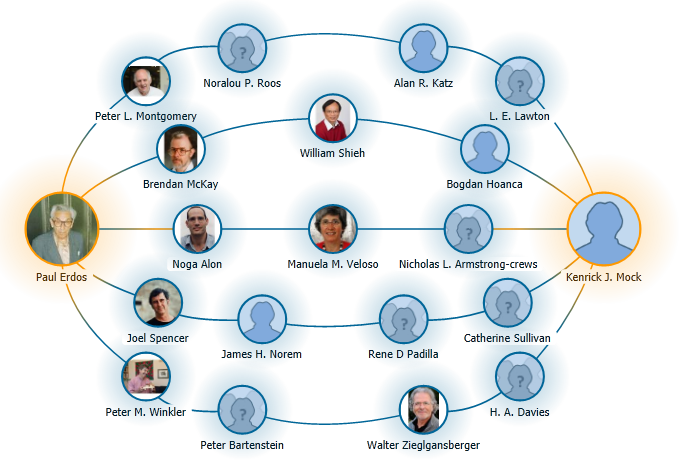 Noralou P. Roos
Alan R. Katz
Peter L. Montgomery
L. E. Lawton
William Shieh
Brendan McKay
Bogdan Hoanca
Paul Erdos
Noga Alon
Manuela M. Veloso
Nicholas L. Armstrong-crews
Kenrick J. Mock
Joel Spencer
Catherine Sullivan
James H. Norem
Rene D Padilla
Peter M. Winkler
H. A. Davies
Peter Bartenstein
Walter Zieglgansberger